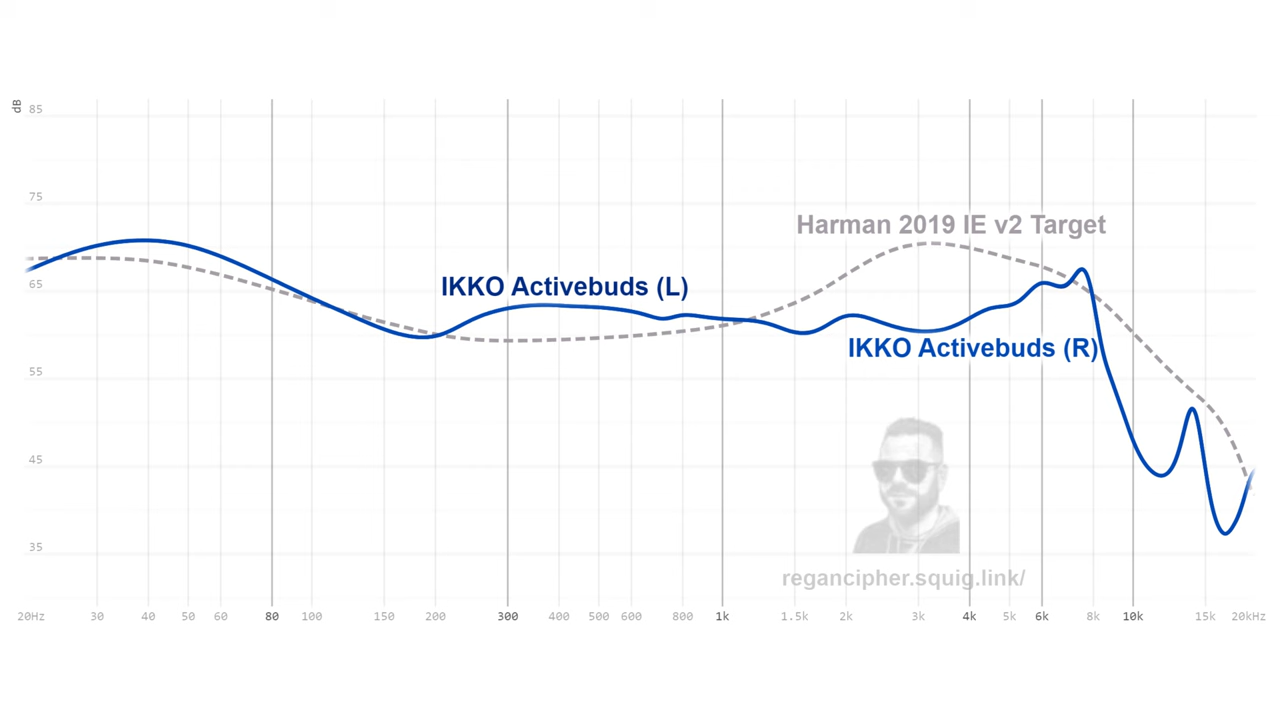 dB
85
75
65
55
45
35
Harman 2019 IE v2 Target
IKKO Activebuds (L)
IKKO Activebuds (R)
regancipher.squig.link/
20Hz 30 40 50 60 80 100 150 200 300 400 500 600 800 1k 1.5k 2k 3k 4k 5k 6k 8k 10k 15k 20kHz